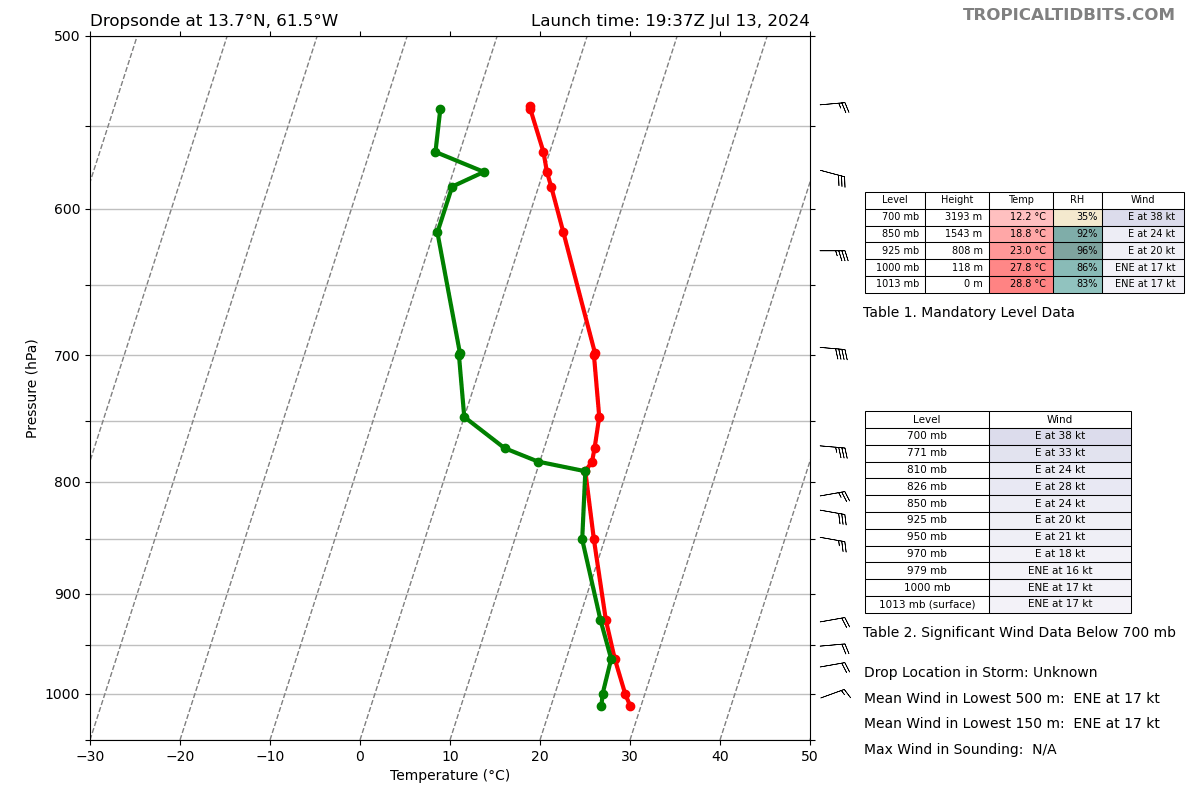 Dropsonde at 13.7°N, 61.5°W
Launch time: 19:37Z Jul 13, 2024
TROPICALTIDBITS.COM
500
600
700
800
900
1000
Pressure (hPa)
−30
−20
−10
0
10
20
30
40
50
Temperature (°C)
Level Height Temp RH Wind
700 mb 3193 m 12.2 °C 35% E at 38 kt
850 mb 1543 m 18.8 °C 92% E at 24 kt
925 mb 808 m 23.0 °C 96% E at 20 kt
1000 mb 118 m 27.8 °C 86% ENE at 17 kt
1013 mb 0 m 28.8 °C 83% ENE at 17 kt
Table 1. Mandatory Level Data
Level Wind
700 mb E at 38 kt
771 mb E at 33 kt
810 mb E at 24 kt
826 mb E at 28 kt
850 mb E at 24 kt
925 mb E at 20 kt
950 mb E at 21 kt
970 mb E at 18 kt
979 mb ENE at 16 kt
1000 mb ENE at 17 kt
1013 mb (surface) ENE at 17 kt
Table 2. Significant Wind Data Below 700 mb
Drop Location in Storm: Unknown
Mean Wind in Lowest 500 m: ENE at 17 kt
Mean Wind in Lowest 150 m: ENE at 17 kt
Max Wind in Sounding: N/A